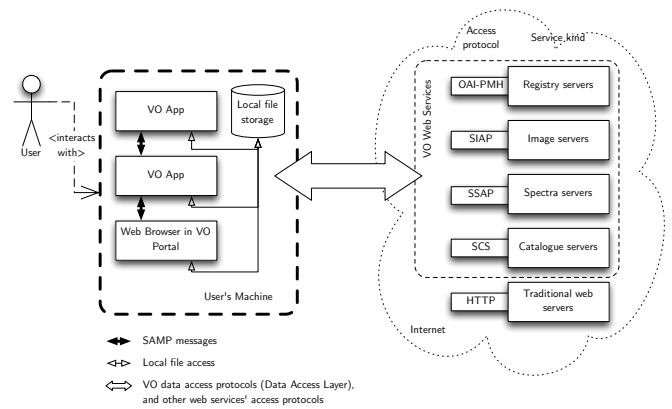 Access
protocol
Service kind
VO Web Services
OAI-PMH
Registry servers
SIAP
Image servers
SSAP
Spectra servers
SCS
Catalogue servers
HTTP
Traditional web
servers
Internet
User
<interacts
with>
VO App
Local file
storage
VO App
Web Browser in VO
Portal
User's Machine
SAMP messages
Local file access
VO data access protocols (Data Access Layer),
and other web services' access protocols